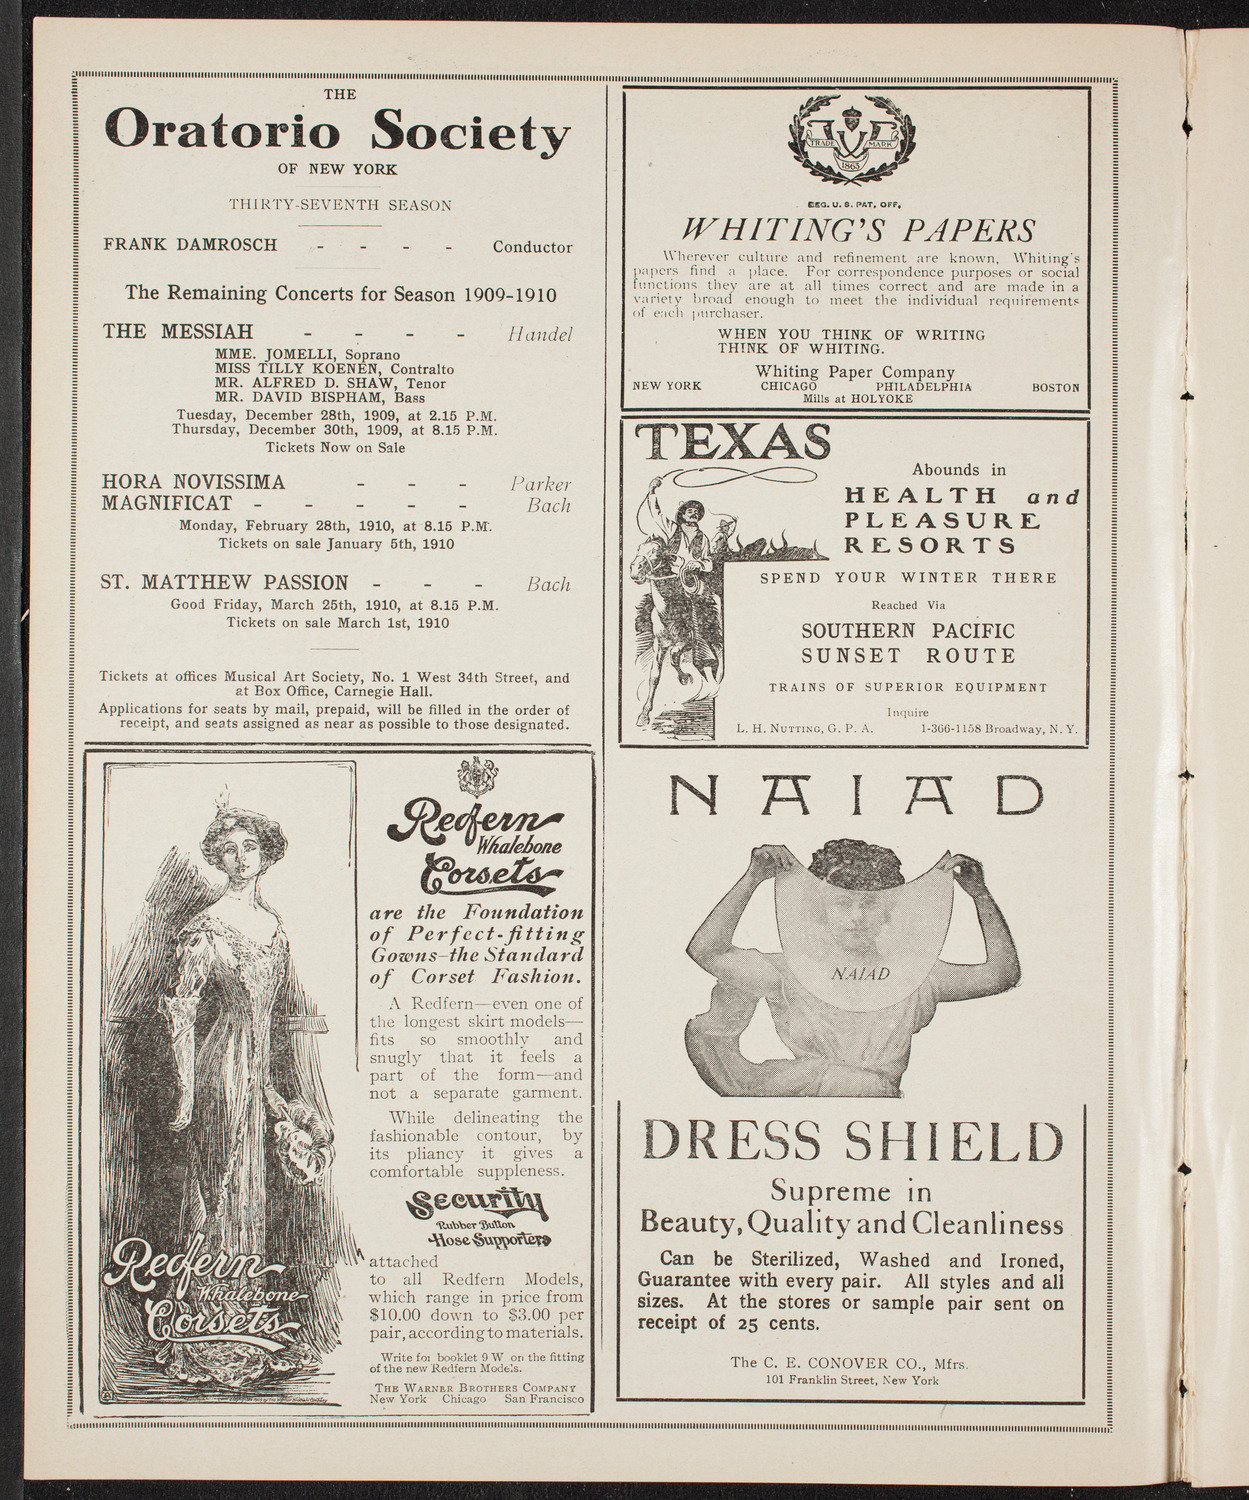 THE
Oratorio Society
OF NEW YORK
THIRTY-SEVENTH SEASON
FRANK DAMROSCH - - - - Conductor
The Remaining Concerts for Season 1909-1910
THE MESSIAH - - - - Handel
MME. JOMELLI, Soprano
MISS TILLY KOENEN, Contralto
MR. ALFRED D. SHAW, Tenor
MR. DAVID BISPHAM, Bass
Tuesday, December 28th, 1909, at 2.15 P.M.
Thursday, December 30th, 1909, at 8.15 P.M.
Tickets Now on Sale
HORA NOVISSIMA - - - Parker
MAGNIFICAT - - - - - Bach
Monday, February 28th, 1910, at 8.15 P.M.
Tickets on sale January 5th, 1910
ST. MATTHEW PASSION - - - Bach
Good Friday, March 25th, 1910, at 8.15 P.M.
Tickets on sale March 1st, 1910
Tickets at offices Musical Art Society, No. 1 West 34th Street, and
at Box Office, Carnegie Hall.
Applications for seats by mail, prepaid, will be filled in the order of
receipt, and seats assigned as near as possible to those designated.
Redfern
Whalebone
Corsets
are the Foundation
of Perfect-fitting
Gowns-the Standard
of Corset Fashion.
A Redfern—even one of
the longest skirt models—
fits so smoothly and
snugly that it feels a
part of the form—and
not a separate garment.
While delineating the
fashionable contour, by
its pliancy it gives a
comfortable suppleness.
Security
Rubber Button
Hose Supporters
attached
to all Redfern Models,
which range in price from
$10.00 down to $3.00 per
pair, according to materials.
Write for booklet 9 W on the fitting
of the new Redfern Models.
THE WARNER BROTHERS COMPANY
New York Chicago San Francisco
Redfern
Whalebone
Corsets
TRADE MARK
1865
REG. U. S. PAT. OFF.
WHITING'S PAPERS
Wherever culture and refinement are known, Whiting's
papers find a place. For correspondence purposes or social
functions they are at all times correct and are made in a
variety broad enough to meet the individual requirements
of each purchaser.
WHEN YOU THINK OF WRITING
THINK OF WHITING.
Whiting Paper Company
NEW YORK CHICAGO PHILADELPHIA BOSTON
Mills at HOLYOKE
TEXAS
Abounds in
HEALTH and
PLEASURE
RESORTS
SPEND YOUR WINTER THERE
Reached Via
SOUTHERN PACIFIC
SUNSET ROUTE
TRAINS OF SUPERIOR EQUIPMENT
Inquire
L. H. NUTTING, G. P. A. 1-366-1158 Broadway, N. Y.
NAIAD
NAIAD
DRESS SHIELD
Supreme in
Beauty, Quality and Cleanliness
Can be Sterilized, Washed and Ironed,
Guarantee with every pair. All styles and all
sizes. At the stores or sample pair sent on
receipt of 25 cents.
The C. E. CONOVER CO., Mfrs.
101 Franklin Street, New York